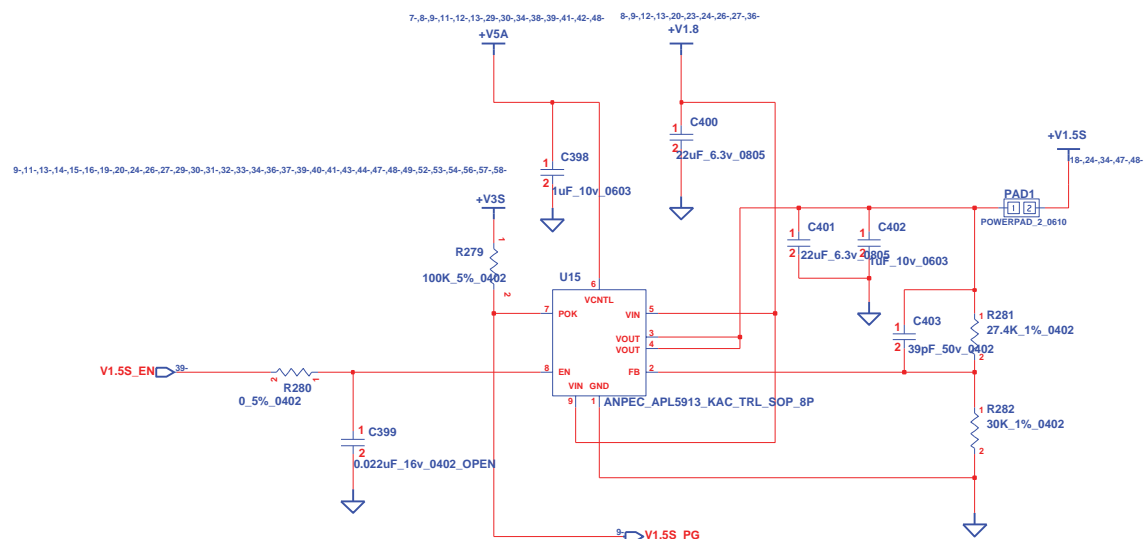 7-,8-,9-,11-,12-,13-,29-,30-,34-,38-,39-,41-,42-,48-
8-,9-,12-,13-,20-,23-,24-,26-,27-,36-
+V5A
+V1.8
1
C400
2
22uF_6.3v_0805
+V1.5S
18-,24-,34-,47-,48-
1
C398
2
1uF_10v_0603
9-,11-,13-,14-,15-,16-,19-,20-,24-,26-,27-,29-,30-,31-,32-,33-,34-,36-,37-,39-,40-,41-,43-,44-,47-,48-,49-,52-,53-,54-,56-,57-,58-
+V3S
PAD1
1 2
POWERPAD_2_0610
1
R279
100K_5%_0402
2
1
C401
2
22uF_6.3v_0805
1
C402
2
1uF_10v_0603
U15
6
VCNTL
7
POK
VIN
5
VOUT
3
VOUT
4
8
EN
FB
2
VIN GND
9
1
ANPEC_APL5913_KAC_TRL_SOP_8P
1
C403
2
39pF_50v_0402
1
R281
27.4K_1%_0402
2
V1.5S_EN
39-
2
1
R280
0_5%_0402
1
R282
30K_1%_0402
2
1
C399
2
0.022uF_16v_0402_OPEN
9-
V1.5S_PG